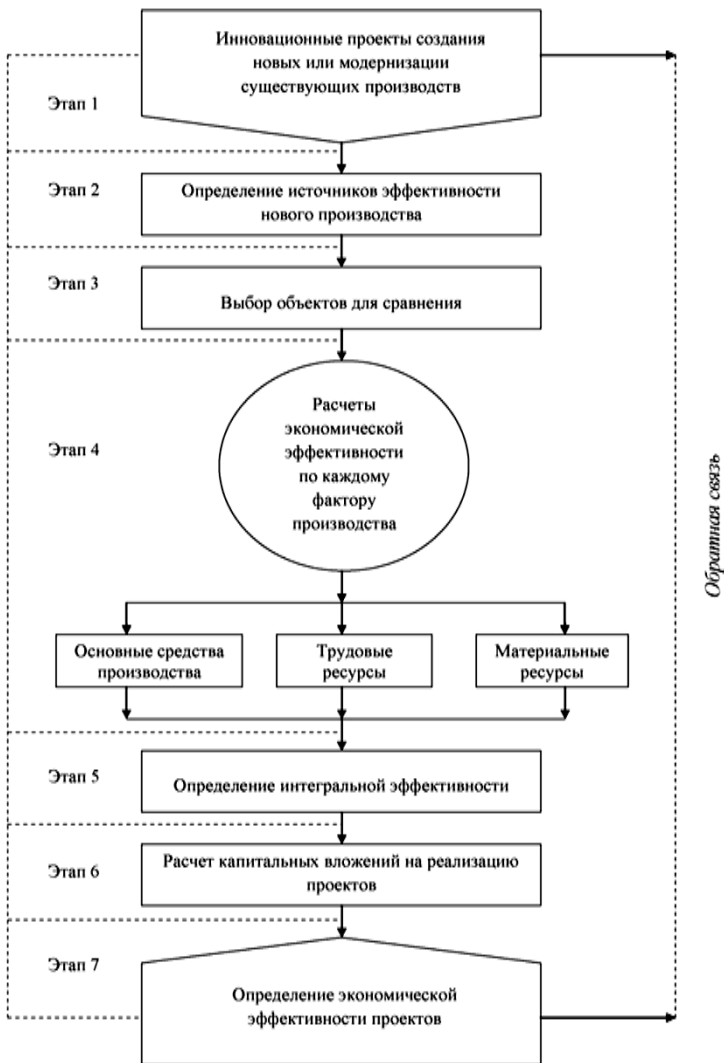 Инновационные проекты создания
новых или модернизации
существующих производств
Этап 1
Этап 2
Определение источников эффективности
нового производства
Этап 3
Выбор объектов для сравнения
Этап 4
Расчеты
экономической
эффективности
по каждому
фактору
производства
Обратная связь
Основные средства
производства
Трудовые
ресурсы
Материальные
ресурсы
Этап 5
Определение интегральной эффективности
Этап 6
Расчет капитальных вложений на реализацию
проектов
Этап 7
Определение экономической
эффективности проектов